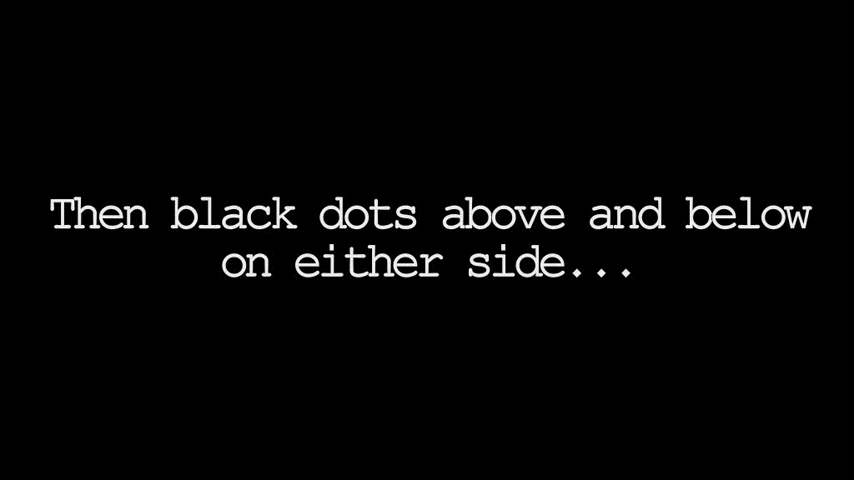 Then black dots above and below
on either side...